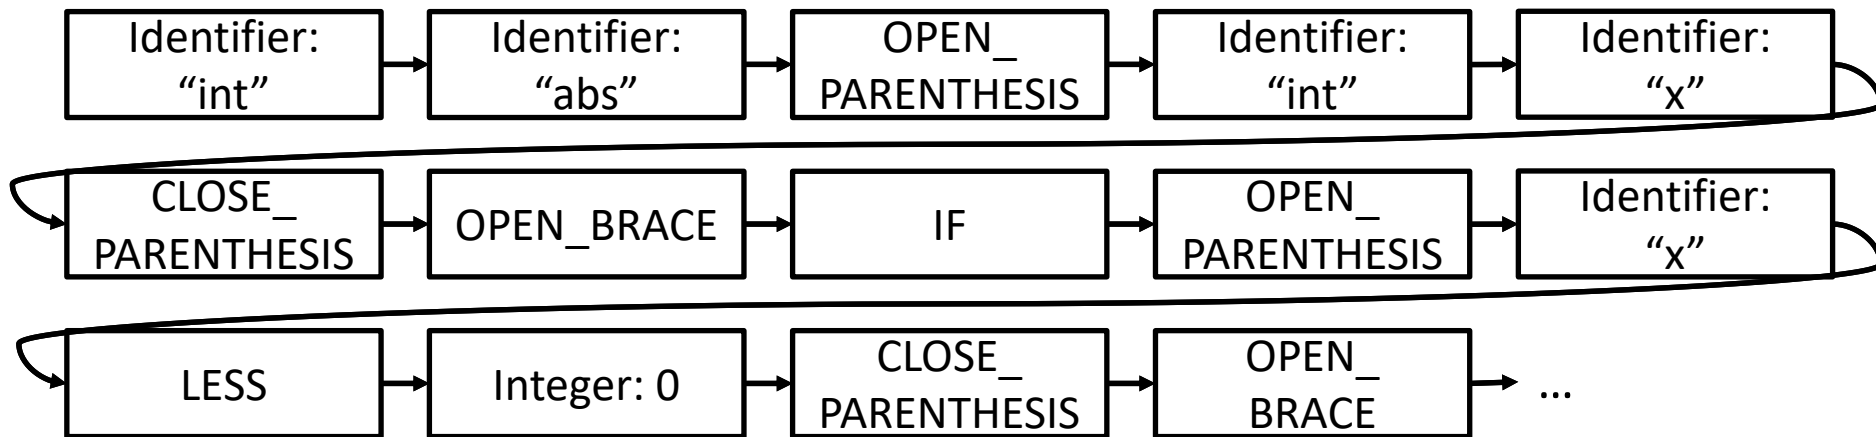 Identifier:
“int”
Identifier:
“abs”
OPEN_
PARENTHESIS
Identifier:
“int”
Identifier:
“x”
CLOSE_
PARENTHESIS
OPEN_BRACE
IF
OPEN_
PARENTHESIS
Identifier:
“x”
LESS
Integer: 0
CLOSE_
PARENTHESIS
OPEN_
BRACE
...